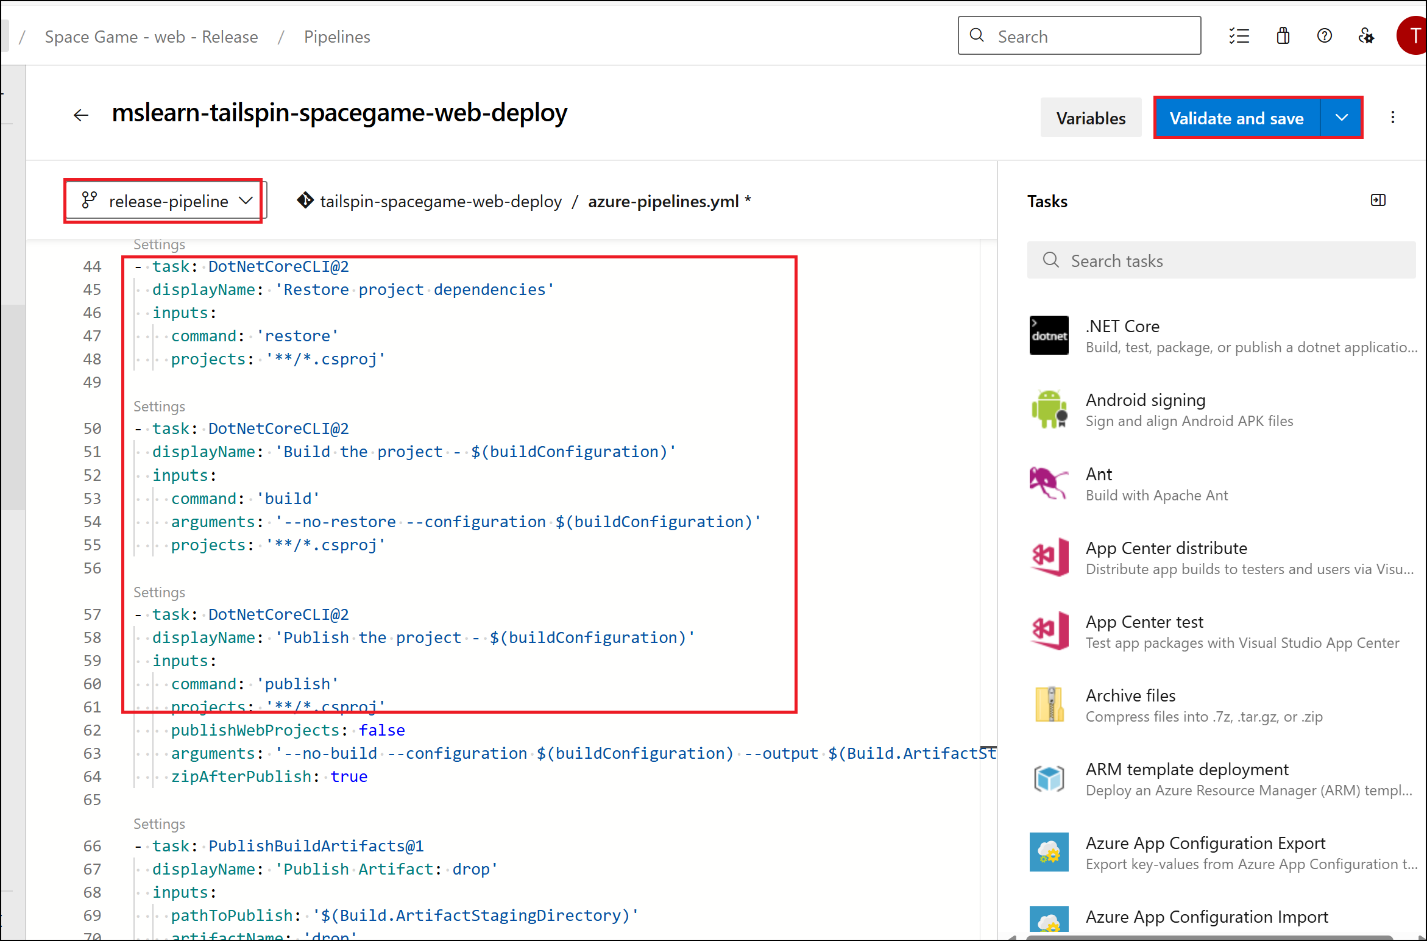 / Space Game - web - Release / Pipelines
Search
T
mslearn-tailspin-spacegame-web-deploy
Variables
Validate and save
release-pipeline
tailspin-spacegame-web-deploy / azure-pipelines.yml *
Settings
44 - task: DotNetCoreCLI@2
45 displayName: 'Restore project dependencies'
46 inputs:
47 command: 'restore'
48 projects: '**/*.csproj'
49
Settings
50 - task: DotNetCoreCLI@2
51 displayName: 'Build the project - $(buildConfiguration)'
52 inputs:
53 command: 'build'
54 arguments: '--no-restore --configuration $(buildConfiguration)'
55 projects: '**/*.csproj'
56
Settings
57 - task: DotNetCoreCLI@2
58 displayName: 'Publish the project - $(buildConfiguration)'
59 inputs:
60 command: 'publish'
61 projects: '**/*.csproj'
62 publishWebProjects: false
63 arguments: '--no-build --configuration $(buildConfiguration) --output $(Build.ArtifactSt
64 zipAfterPublish: true
65
Settings
66 - task: PublishBuildArtifacts@1
67 displayName: 'Publish Artifact: drop'
68 inputs:
69 pathToPublish: '$(Build.ArtifactStagingDirectory)'
70 artifactName: 'drop'
Tasks
Search tasks
dotnet
.NET Core
Build, test, package, or publish a dotnet applicatio...
Android signing
Sign and align Android APK files
Ant
Build with Apache Ant
App Center distribute
Distribute app builds to testers and users via Visu...
App Center test
Test app packages with Visual Studio App Center
Archive files
Compress files into .7z, .tar.gz, or .zip
ARM template deployment
Deploy an Azure Resource Manager (ARM) templ...
Azure App Configuration Export
Export key-values from Azure App Configuration t...
Azure App Configuration Import